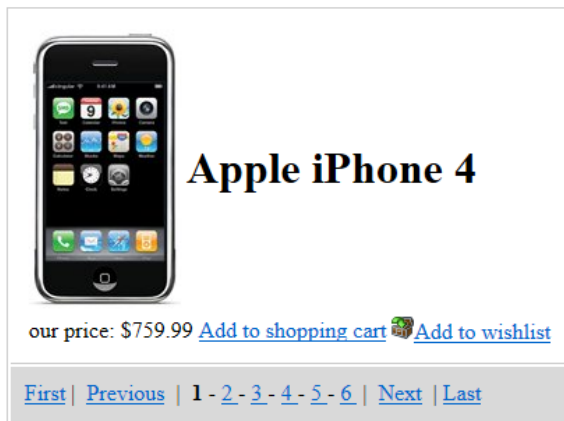 Apple iPhone 4
our price: $759.99 Add to shopping cart Add to wishlist
First | Previous | 1 - 2 - 3 - 4 - 5 - 6 | Next | Last